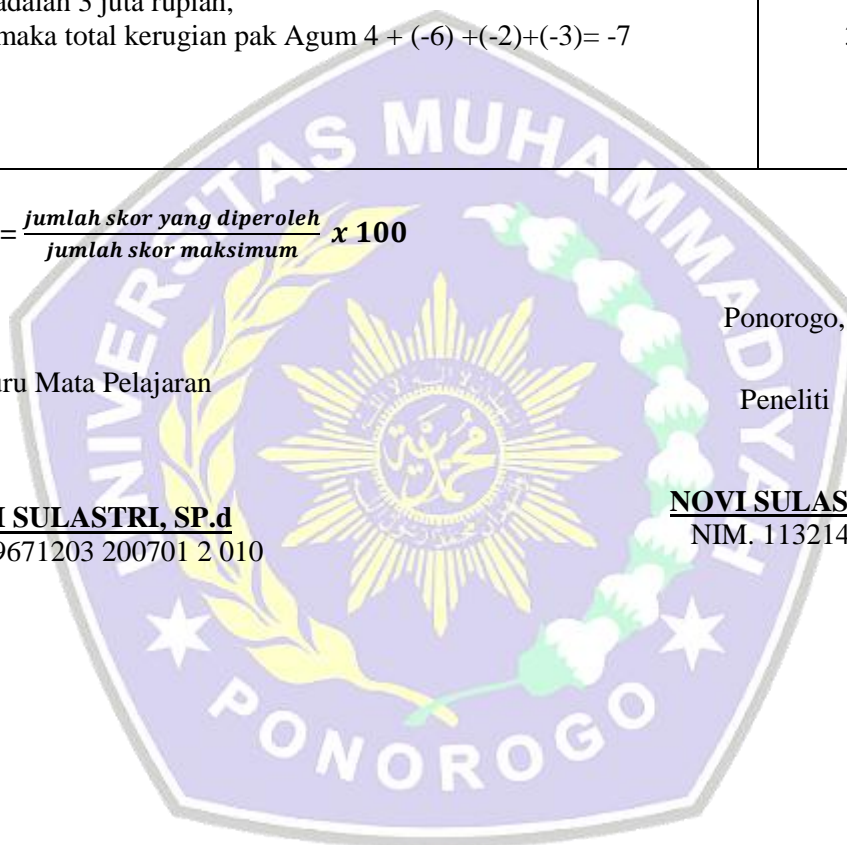 adalah 3 juta rupiah,
maka total kerugian pak Agum 4 + (-6) +(-2)+(-3)= -7
= jumlah skor yang diperoleh / jumlah skor maksimum x 100
Ponorogo,
uru Mata Pelajaran
Peneliti
I SULASTRI, SP.d
9671203 200701 2 010
NOVI SULAS
NIM. 113214
UNIVERSITAS MUHAMMADIYAH
PONOROGO